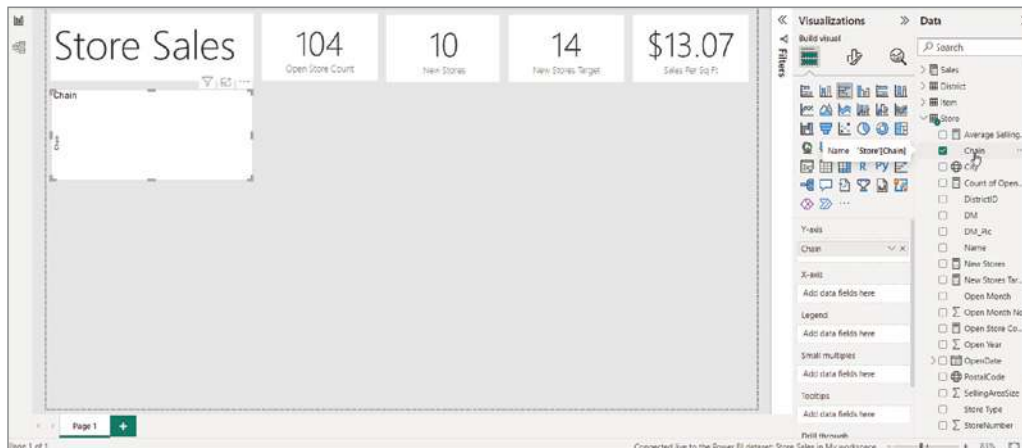 Store Sales
104
Open Store Count
10
New Stores
14
New Stores Target
$13.07
Sales Per Sq Ft
Chain
Filters
Visualizations
Build visual
Name 'Store'[Chain]
R Py
Y-axis
Chain
X-axis
Add data fields here
Legend
Add data fields here
Small multiples
Add data fields here
Tooltips
Add data fields here
Drill through
Data
Search
Sales
District
Item
Store
Average Selling...
Chain
City
Count of Open...
DistrictID
DM
DM_Pic
Name
New Stores
New Stores Tar...
Open Month
Open Month No
Open Store Co...
Open Year
OpenDate
PostalCode
SellingAreaSize
Store Type
StoreNumber
Page 1
Page 1 of 1
Connected live to the Power BI dataset: Store Sales in My workspace